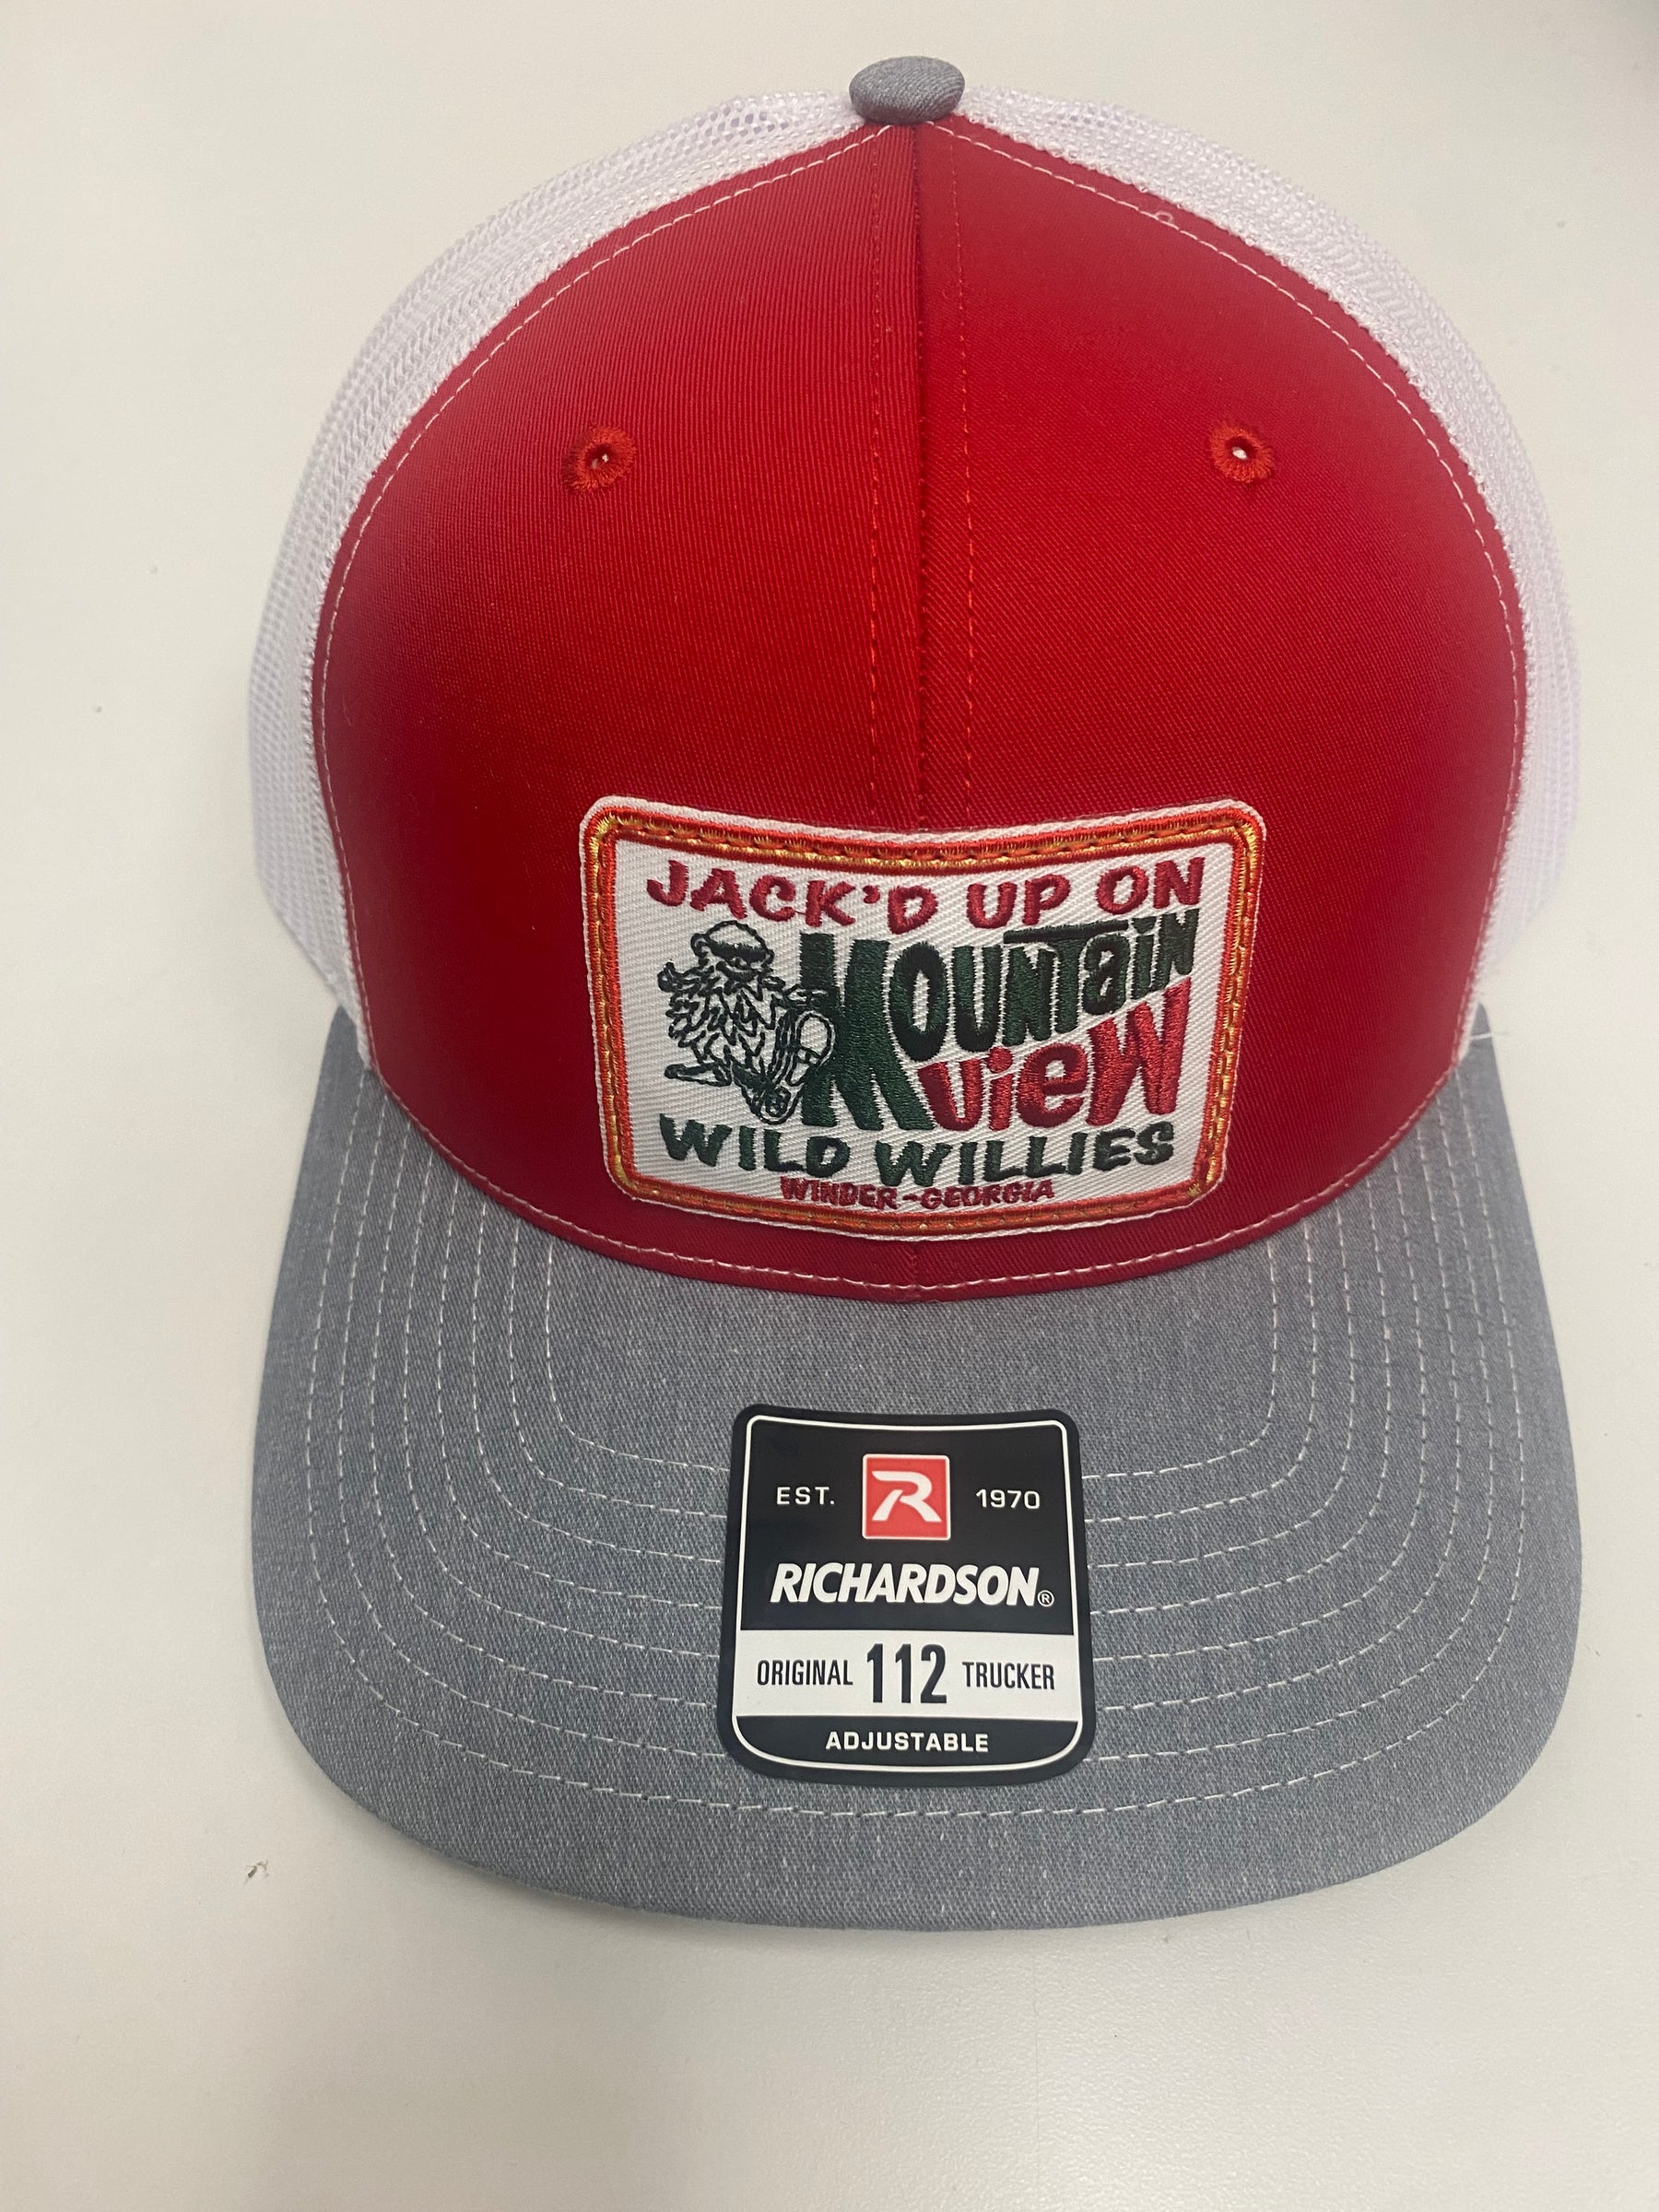 JACK'D UP ON
MOUNTaiN
VieW
WILD WILLIES
WINDER-GEORGIA
EST. R 1970
RICHARDSON®
ORIGINAL 112 TRUCKER
ADJUSTABLE